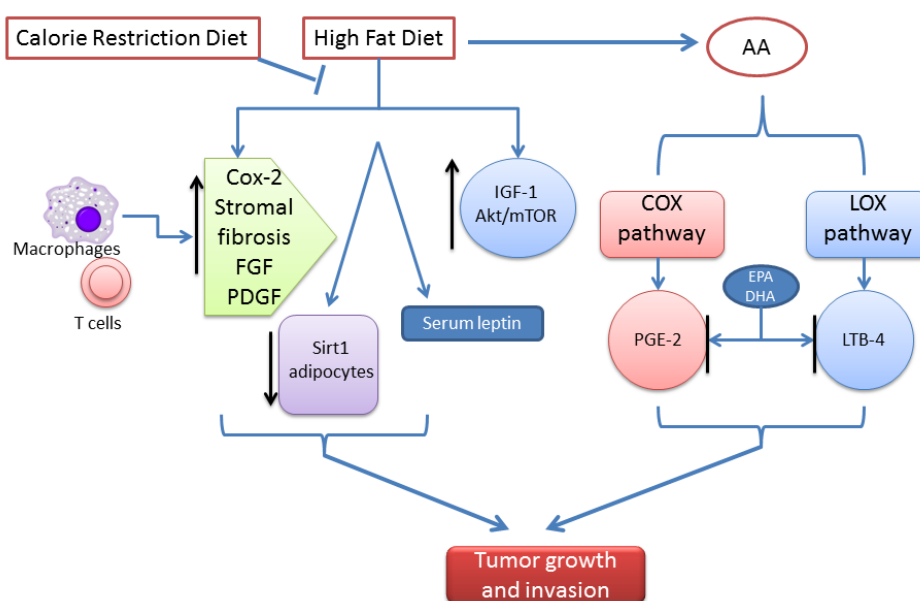 Calorie Restriction Diet
High Fat Diet
AA
Cox-2
Stromal
fibrosis
FGF
PDGF
IGF-1
Akt/mTOR
COX
pathway
LOX
pathway
Macrophages
T cells
EPA
DHA
Sirt1
adipocytes
Serum leptin
PGE-2
LTB-4
Tumor growth
and invasion